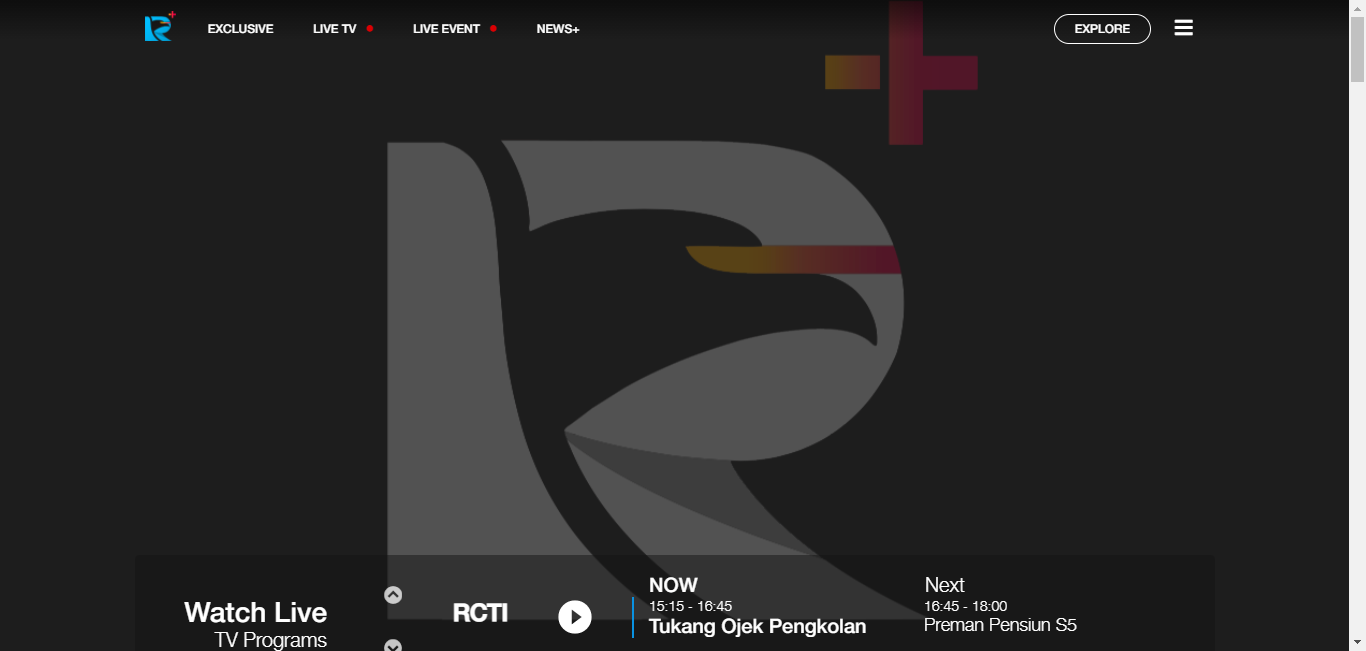 EXCLUSIVE LIVE TV LIVE EVENT NEWS+ EXPLORE
Watch Live
TV Programs
RCTI
NOW
15:15 - 16:45
Tukang Ojek Pengkolan
Next
16:45 - 18:00
Preman Pensiun S5